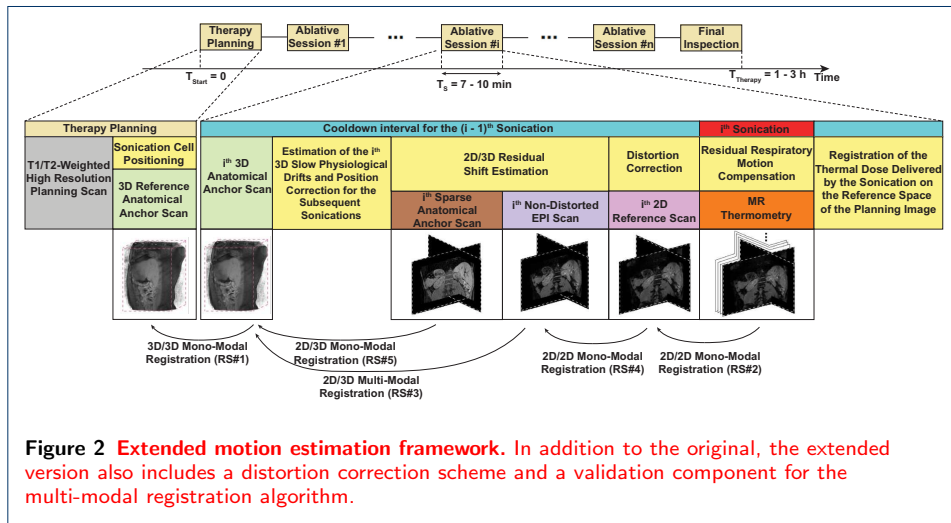 Therapy
Planning
Ablative
Session #1
...
Ablative
Session #i
...
Ablative
Session #n
Final
Inspection
T Start = 0
T S = 7 - 10 min
T Therapy = 1 - 3 h
Time
Therapy Planning
Cooldown interval for the (i - 1)th Sonication
ith Sonication
T1/T2-Weighted
High Resolution
Planning Scan
Sonication Cell
Positioning
3D Reference
Anatomical
Anchor Scan
ith 3D
Anatomical
Anchor Scan
Estimation of the ith
3D Slow Physiological
Drifts and Position
Correction for the
Subsequent
Sonications
2D/3D Residual
Shift Estimation
ith Sparse
Anatomical
Anchor Scan
ith Non-Distorted
EPI Scan
Distortion
Correction
ith 2D
Reference Scan
Residual Respiratory
Motion
Compensation
MR
Thermometry
Registration of the
Thermal Dose Delivered
by the Sonication on
the Reference Space
of the Planning Image
3D/3D Mono-Modal
Registration (RS#1)
2D/3D Mono-Modal
Registration (RS#5)
2D/3D Multi-Modal
Registration (RS#3)
2D/2D Mono-Modal
Registration (RS#4)
2D/2D Mono-Modal
Registration (RS#2)
Figure 2 Extended motion estimation framework. In addition to the original, the extended
version also includes a distortion correction scheme and a validation component for the
multi-modal registration algorithm.